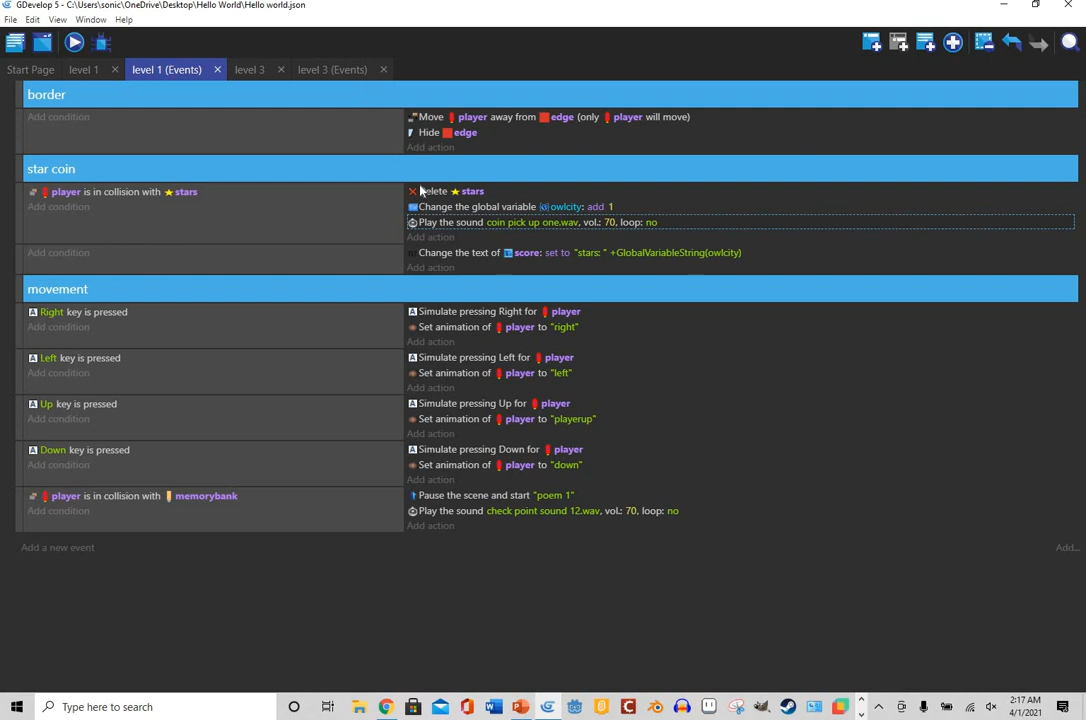 GDevelop 5 - C:\Users\sonic\OneDrive\Desktop\Hello World\Hello world.json
File Edit View Window Help
Start Page level 1 level 1 (Events) level 3 level 3 (Events)
border
Add condition
Move player away from edge (only player will move)
Hide edge
Add action
star coin
player is in collision with stars
Add condition
Delete stars
Change the global variable owlcity: add 1
Play the sound coin pick up one.wav, vol.: 70, loop: no
Add action
Add condition
Change the text of score: set to "stars: " +GlobalVariableString(owlcity)
Add action
movement
Right key is pressed
Add condition
Simulate pressing Right for player
Set animation of player to "right"
Add action
Left key is pressed
Add condition
Simulate pressing Left for player
Set animation of player to "left"
Add action
Up key is pressed
Add condition
Simulate pressing Up for player
Set animation of player to "playerup"
Add action
Down key is pressed
Add condition
Simulate pressing Down for player
Set animation of player to "down"
Add action
player is in collision with memorybank
Add condition
Pause the scene and start "poem 1"
Play the sound check point sound 12.wav, vol.: 70, loop: no
Add action
Add a new event Add...
Type here to search
2:17 AM
4/1/2021